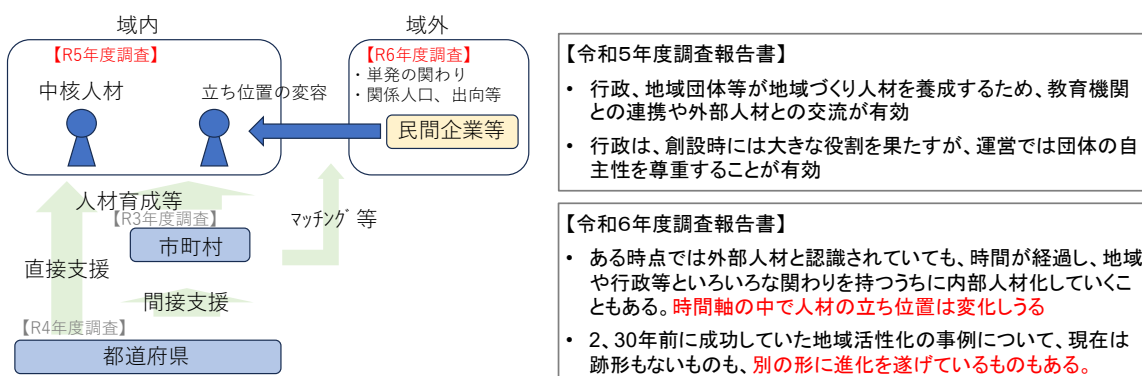 域内
域外
【R5年度調査】
中核人材
立ち位置の変容
【R6年度調査】
・単発の関わり
・関係人口、出向等
民間企業等
人材育成等
【R3年度調査】
市町村
マッチング等
直接支援
間接支援
【R4年度調査】
都道府県
【令和5年度調査報告書】
• 行政、地域団体等が地域づくり人材を養成するため、教育機関
との連携や外部人材との交流が有効
• 行政は、創設時には大きな役割を果たすが、運営では団体の自
主性を尊重することが有効
【令和6年度調査報告書】
• ある時点では外部人材と認識されていても、時間が経過し、地域
や行政等といろいろな関わりを持つうちに内部人材化していくこ
ともある。時間軸の中で人材の立ち位置は変化しうる
• 2、30年前に成功していた地域活性化の事例について、現在は
跡形もないものも、別の形に進化を遂げているものもある。